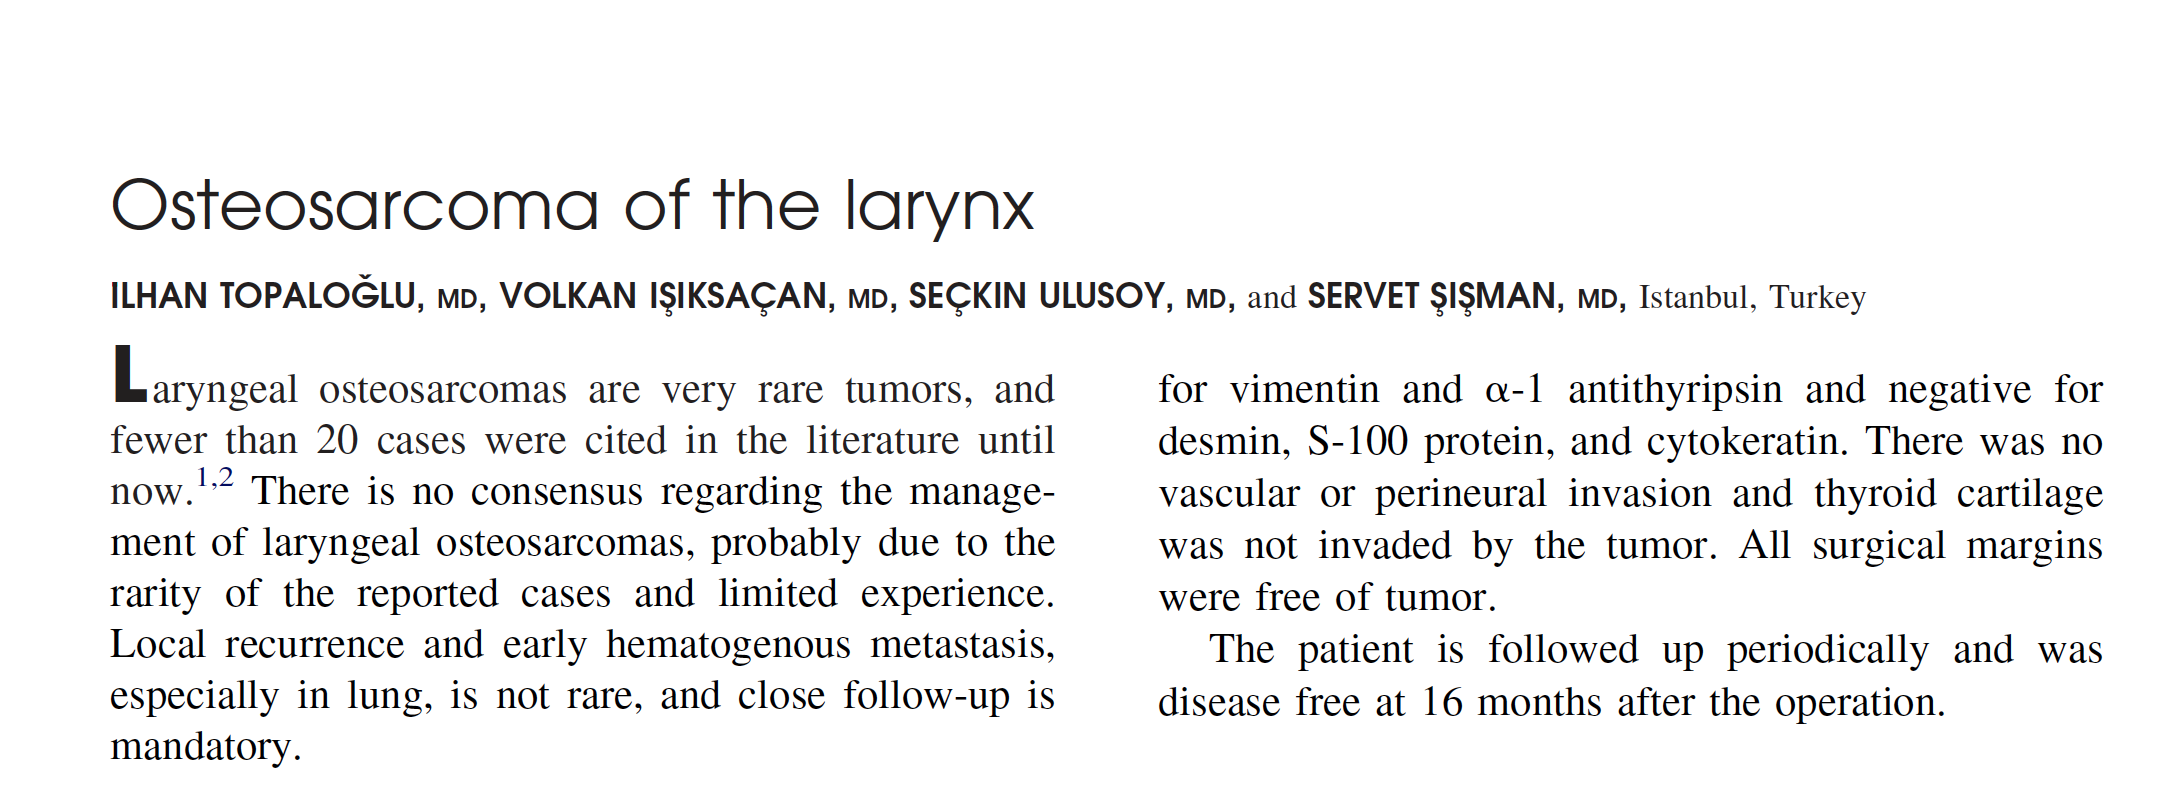 Osteosarcoma of the larynx
ILHAN TOPALOĞLU, MD, VOLKAN IŞIKSAÇAN, MD, SEÇKIN ULUSOY, MD, and SERVET ŞIŞMAN, MD, Istanbul, Turkey
Laryngeal osteosarcomas are very rare tumors, and
fewer than 20 cases were cited in the literature until
now.1,2 There is no consensus regarding the manage-
ment of laryngeal osteosarcomas, probably due to the
rarity of the reported cases and limited experience.
Local recurrence and early hematogenous metastasis,
especially in lung, is not rare, and close follow-up is
mandatory.
for vimentin and α-1 antithyripsin and negative for
desmin, S-100 protein, and cytokeratin. There was no
vascular or perineural invasion and thyroid cartilage
was not invaded by the tumor. All surgical margins
were free of tumor.
The patient is followed up periodically and was
disease free at 16 months after the operation.